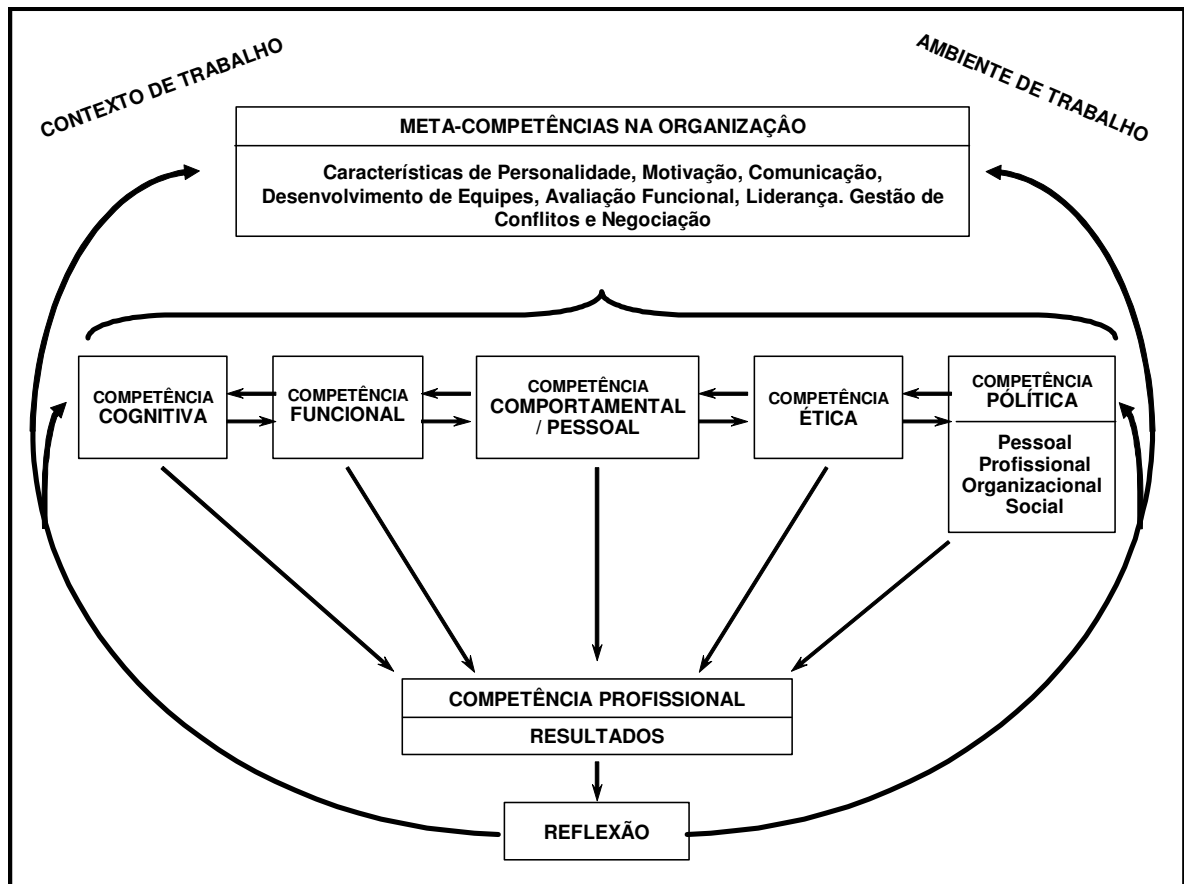 CONTEXTO DE TRABALHO
AMBIENTE DE TRABALHO
META-COMPETÊNCIAS NA ORGANIZAÇÂO
Características de Personalidade, Motivação, Comunicação,
Desenvolvimento de Equipes, Avaliação Funcional, Liderança. Gestão de
Conflitos e Negociação
COMPETÊNCIA
COGNITIVA
COMPETÊNCIA
FUNCIONAL
COMPETÊNCIA
COMPORTAMENTAL
/ PESSOAL
COMPETÊNCIA
ÉTICA
COMPETÊNCIA
PÓLÍTICA
Pessoal
Profissional
Organizacional
Social
COMPETÊNCIA PROFISSIONAL
RESULTADOS
REFLEXÃO